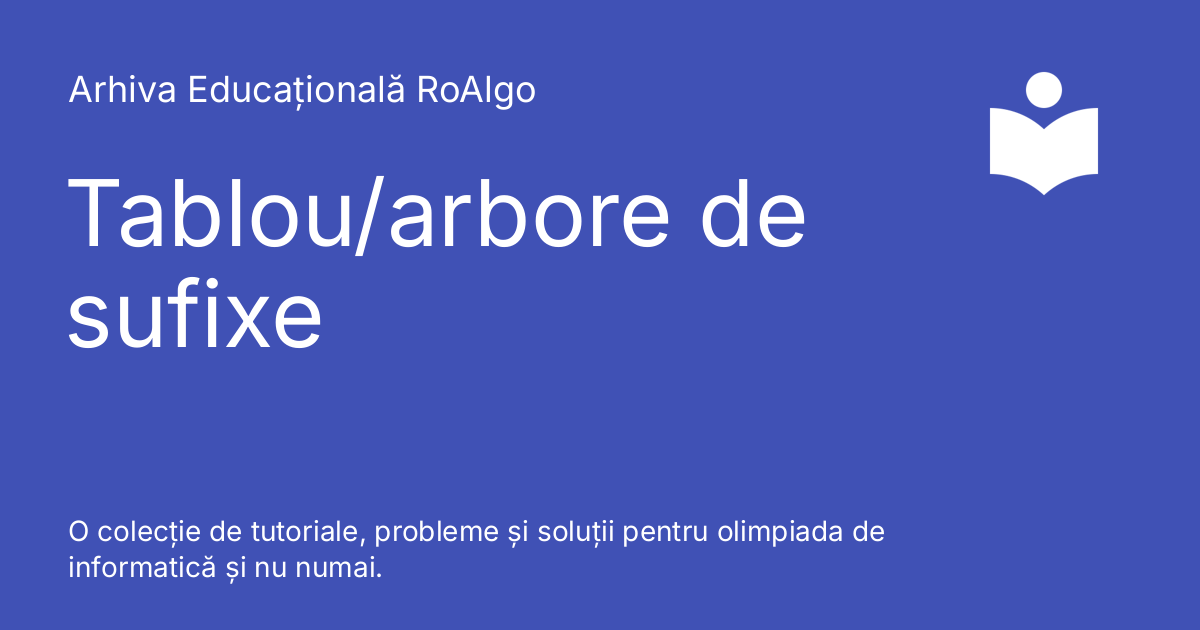 Arhiva Educațională RoAlgo
Tablou/arbore de
sufixe
O colecție de tutoriale, probleme și soluții pentru olimpiada de
informatică și nu numai.